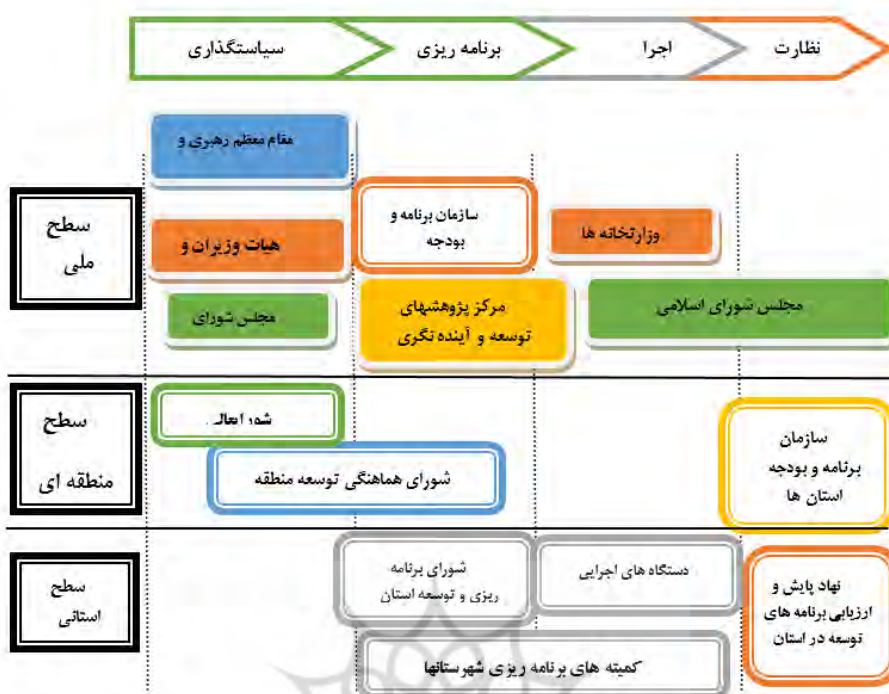 سیاستگذاری
برنامه ریزی
اجرا
نظارت
سطح
ملی
مقام معظم رهبری و
هیات وزیران و
مجلس شورای
سازمان برنامه و
بودجه
مرکز پژوهشهای
توسعه و آینده نگری
وزارتخانه ها
مجلس شورای اسلامی
سطح
منطقه ای
شورایعالی
شورای هماهنگی توسعه منطقه
سازمان
برنامه و بودجه
استان ها
سطح
استانی
شورای برنامه
ریزی و توسعه استان
دستگاه های اجرایی
کمیته های برنامه ریزی شهرستانها
نهاد پایش و
ارزیابی برنامه های
توسعه در استان